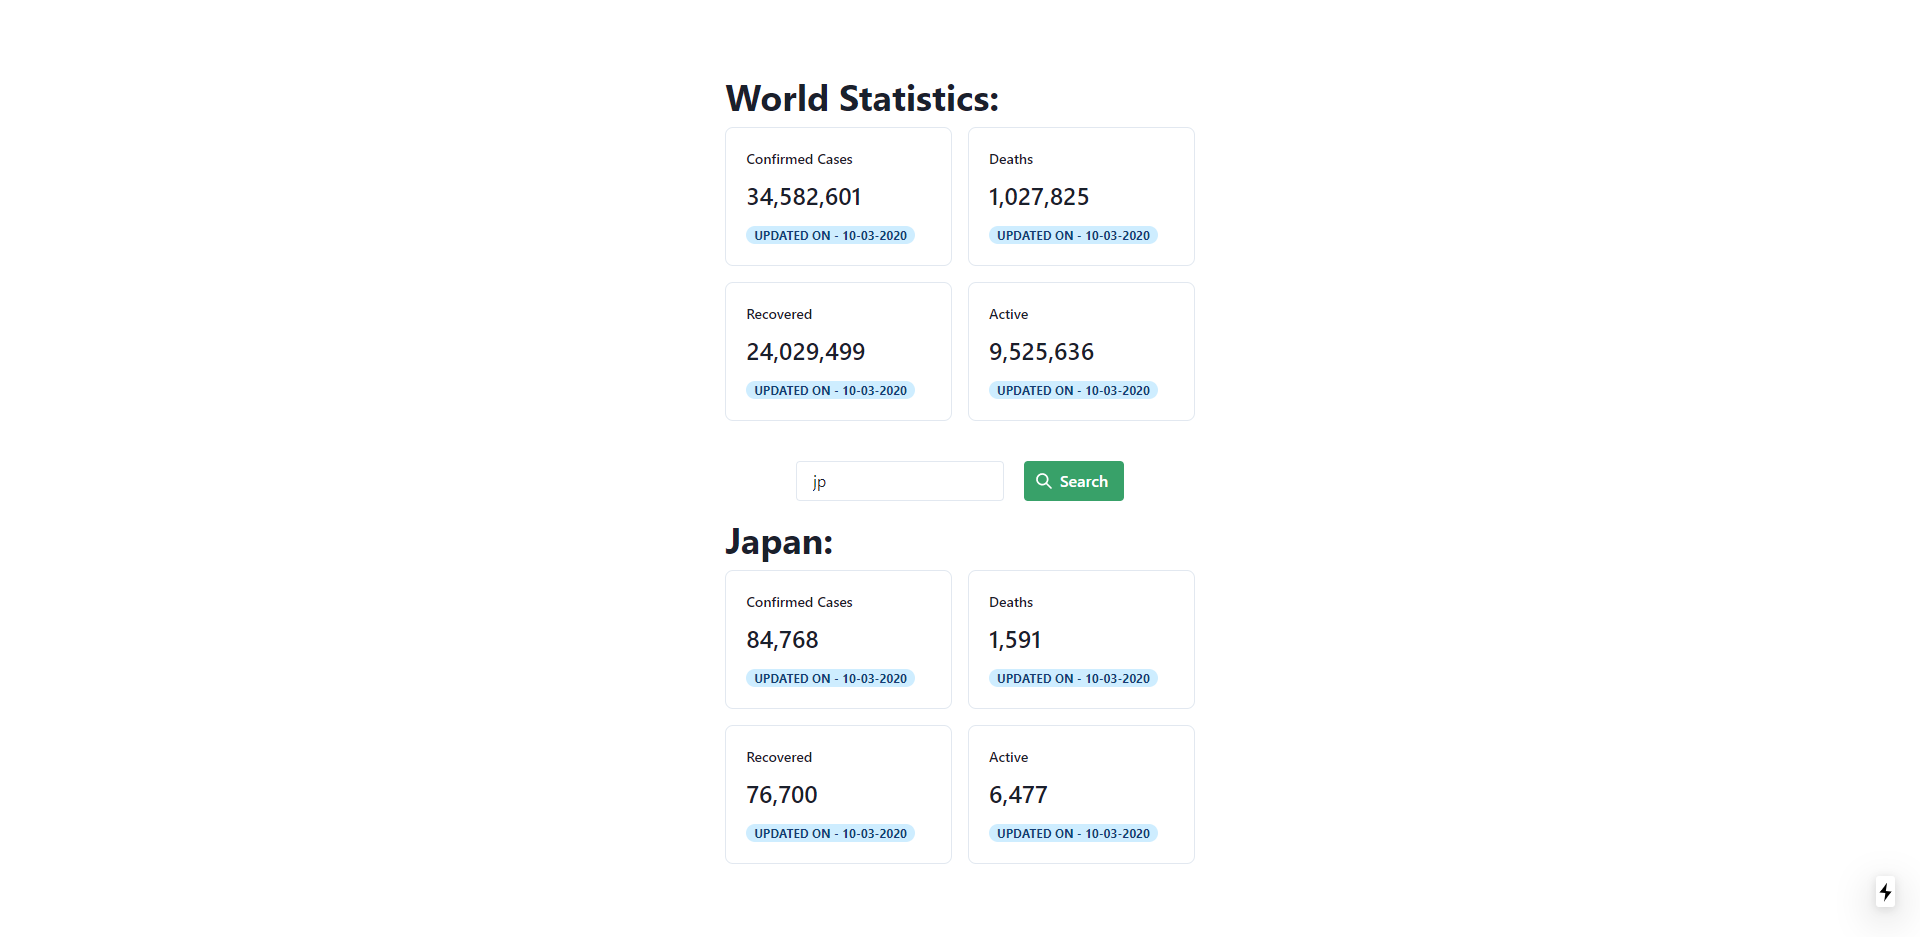 World Statistics:
Confirmed Cases
34,582,601
UPDATED ON - 10-03-2020
Deaths
1,027,825
UPDATED ON - 10-03-2020
Recovered
24,029,499
UPDATED ON - 10-03-2020
Active
9,525,636
UPDATED ON - 10-03-2020
jp
Search
Japan:
Confirmed Cases
84,768
UPDATED ON - 10-03-2020
Deaths
1,591
UPDATED ON - 10-03-2020
Recovered
76,700
UPDATED ON - 10-03-2020
Active
6,477
UPDATED ON - 10-03-2020